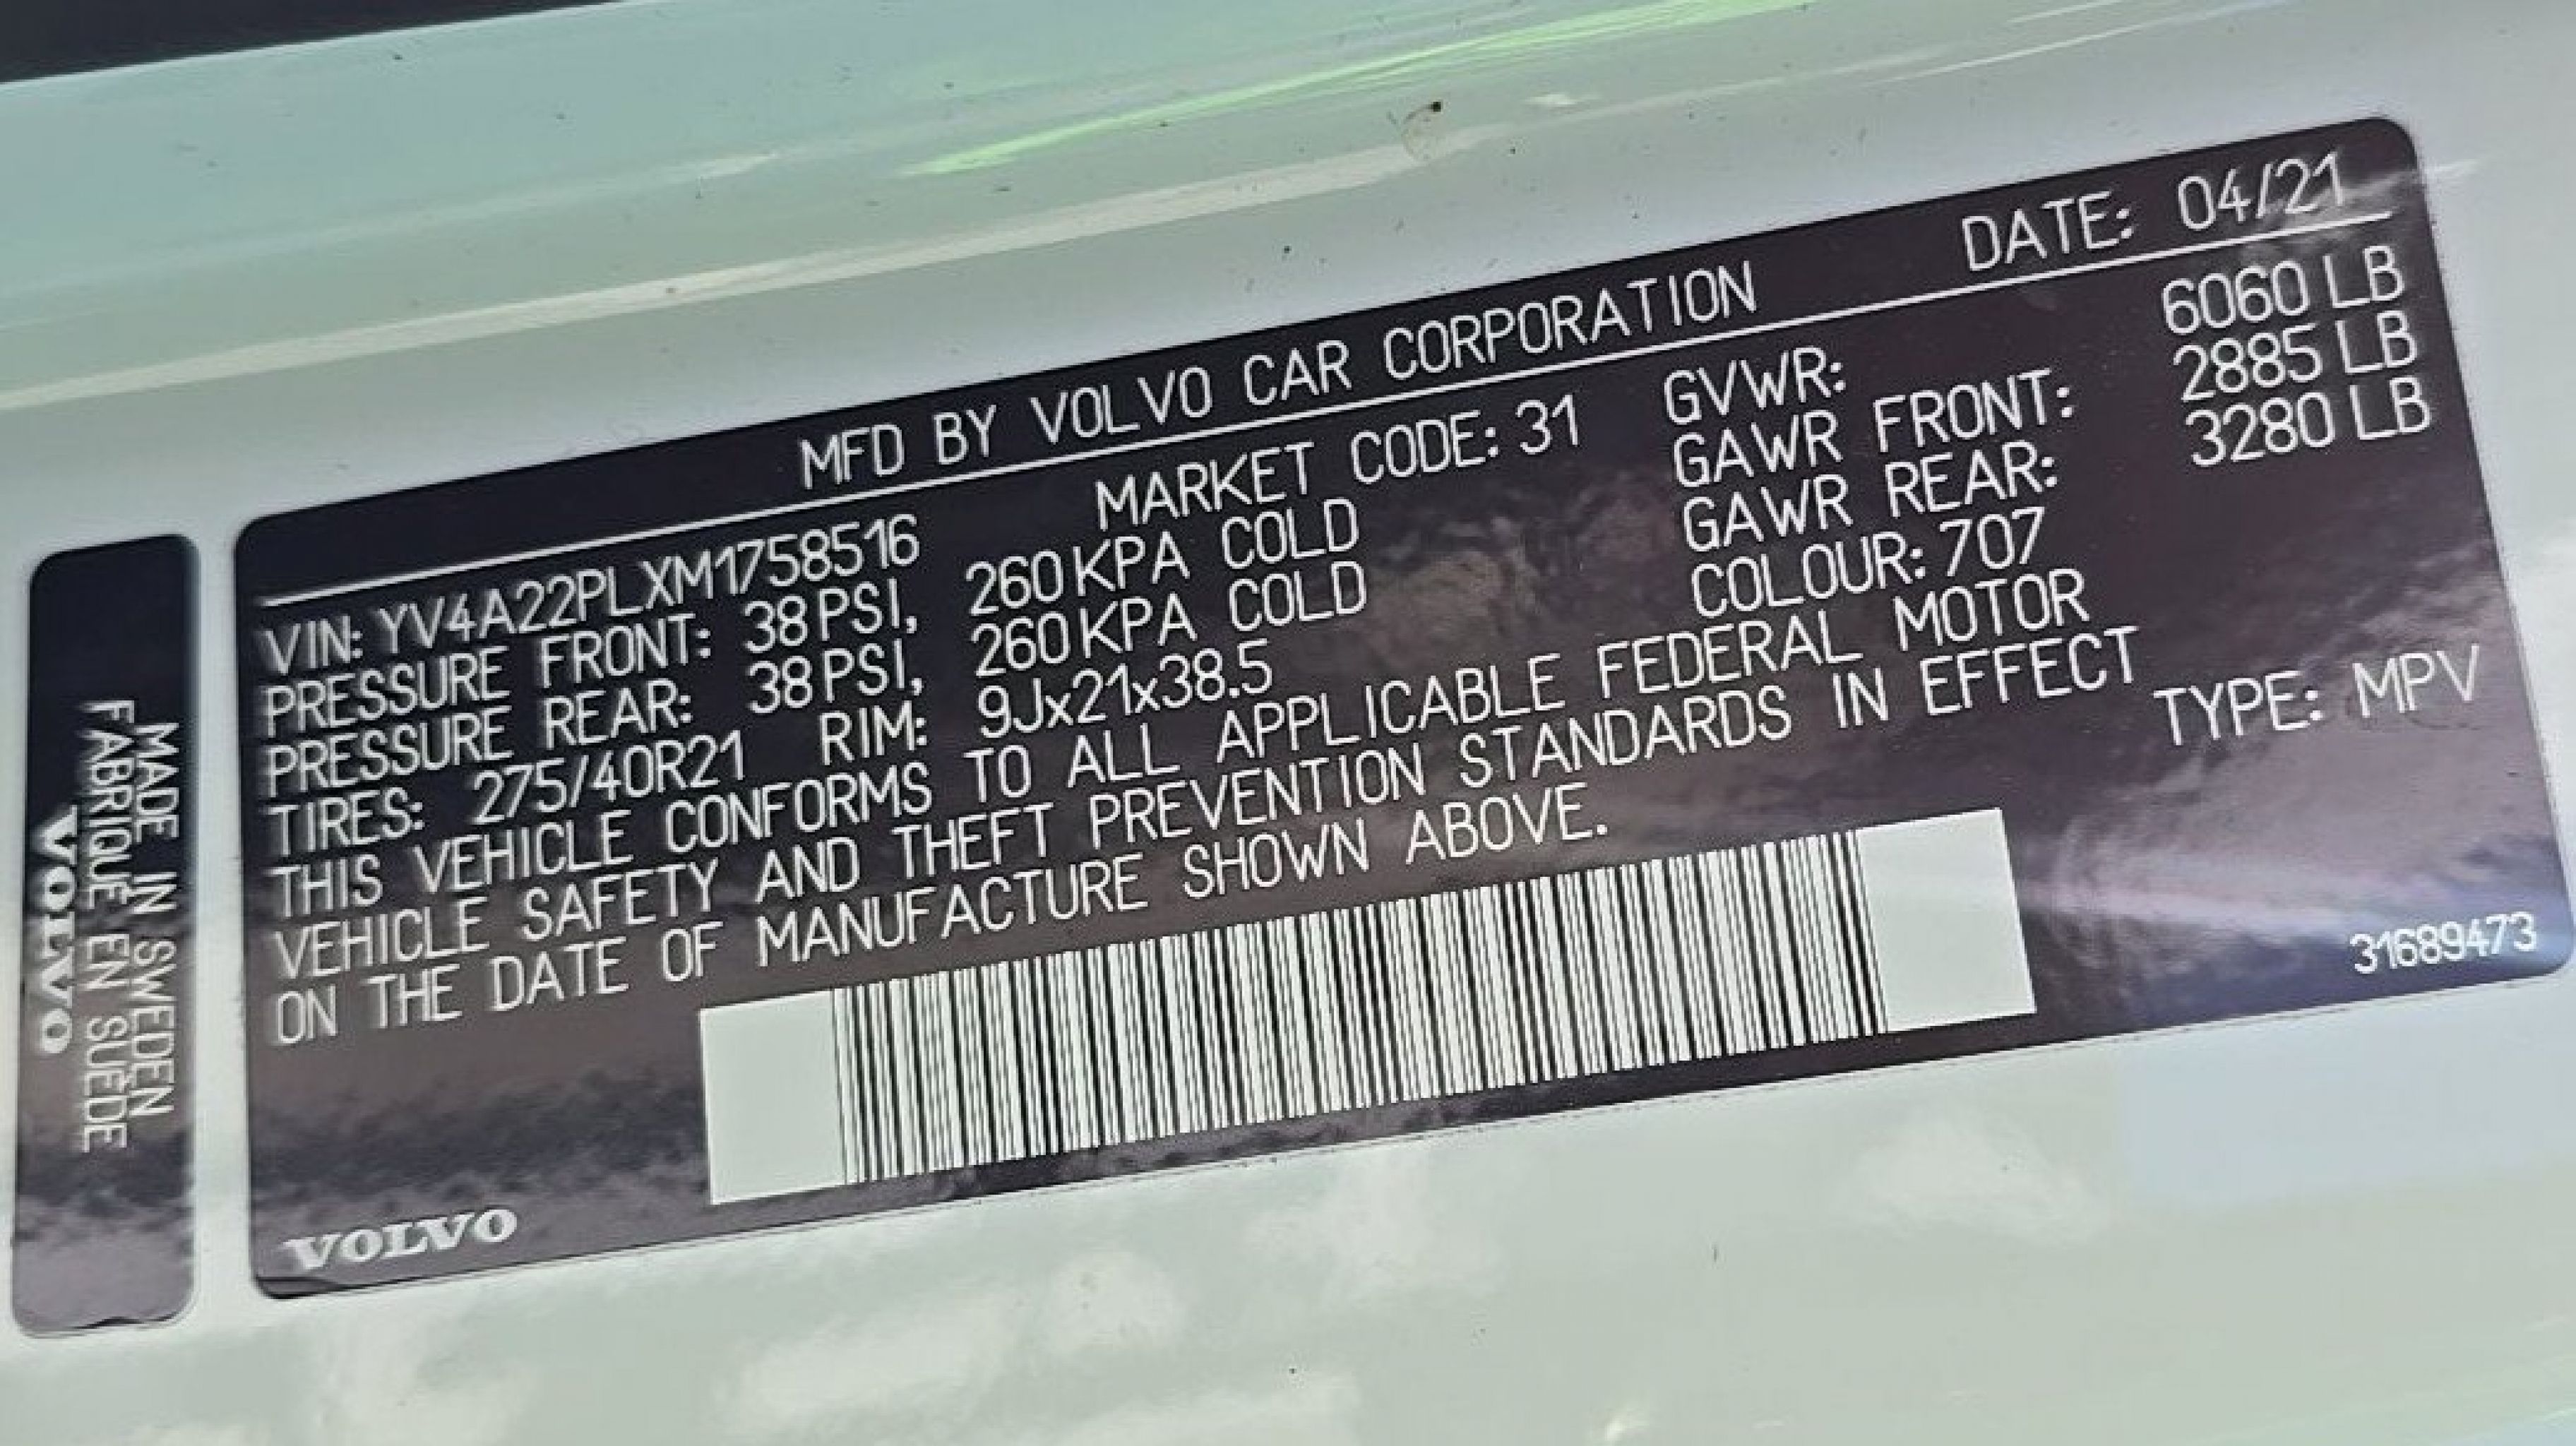 MFD BY VOLVO CAR CORPORATION DATE: 04/21
VIN: YV4A22PLXM1758516 MARKET CODE: 31 GVWR: 6060 LB
PRESSURE FRONT: 38 PSI, 260 KPA COLD GAWR FRONT: 2885 LB
PRESSURE REAR: 38 PSI, 260 KPA COLD GAWR REAR: 3280 LB
TIRES: 275/40R21 RIM: 9Jx21x38.5 COLOUR: 707
THIS VEHICLE CONFORMS TO ALL APPLICABLE FEDERAL MOTOR
VEHICLE SAFETY AND THEFT PREVENTION STANDARDS IN EFFECT
ON THE DATE OF MANUFACTURE SHOWN ABOVE. TYPE: MPV
31689473
VOLVO
MADE IN SWEDEN
FABRIQUÉ EN SUÈDE
VOLVO